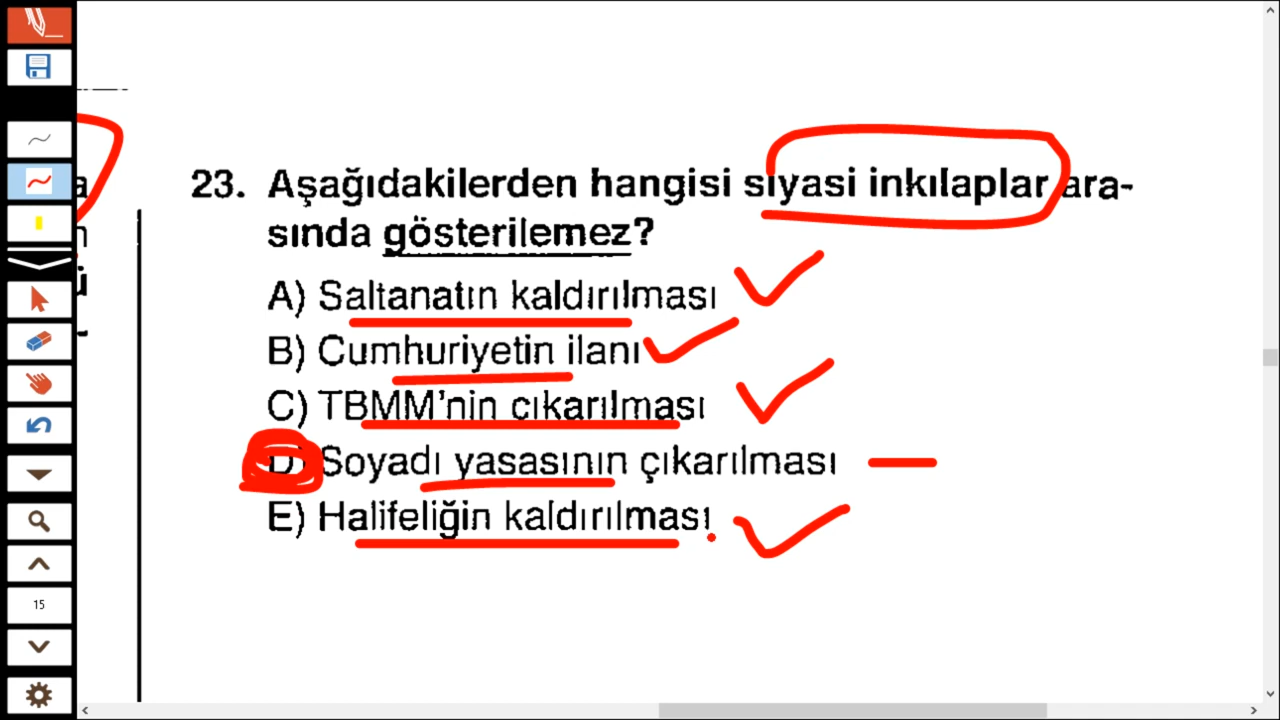 23. Aşağıdakilerden hangisi siyasi inkılaplar ara-
sında gösterilemez?
A) Saltanatın kaldırılması
B) Cumhuriyetin ilanı
C) TBMM'nin çıkarılması
D) Soyadı yasasının çıkarılması
E) Halifeliğin kaldırılması
15